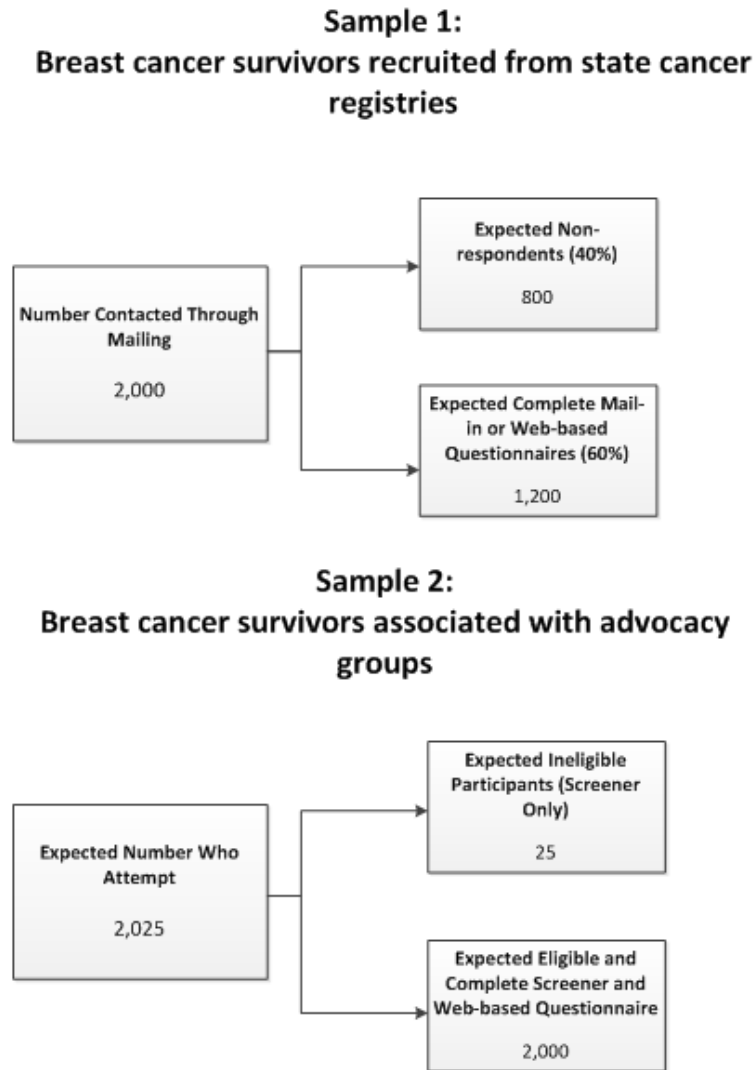 Sample 1:
Breast cancer survivors recruited from state cancer
registries
Expected Non-
respondents (40%)
800
Number Contacted Through
Mailing
2,000
Expected Complete Mail-
in or Web-based
Questionnaires (60%)
1,200
Sample 2:
Breast cancer survivors associated with advocacy
groups
Expected Ineligible
Participants (Screener
Only)
25
Expected Number Who
Attempt
2,025
Expected Eligible and
Complete Screener and
Web-based Questionnaire
2,000